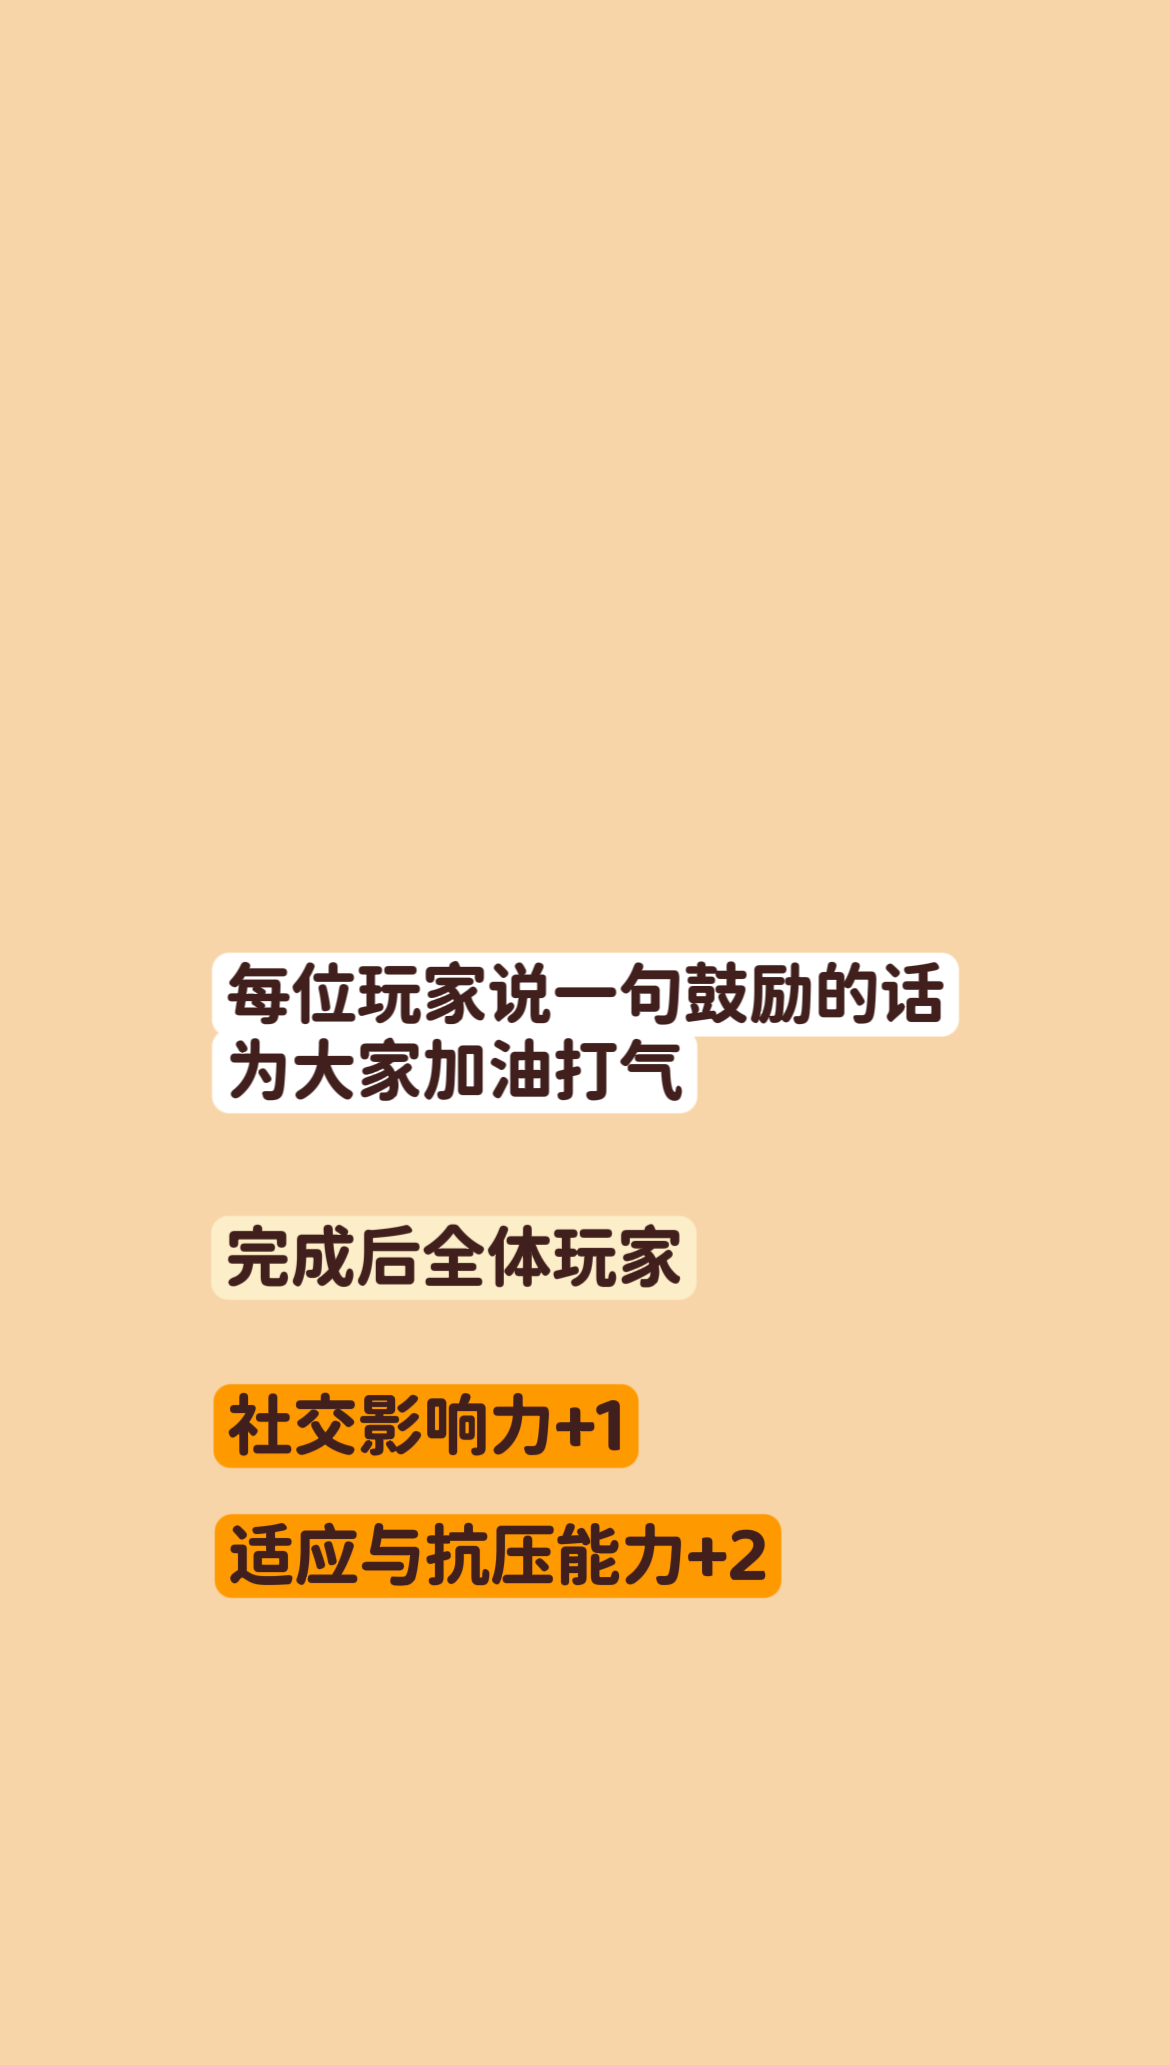 每位玩家说一句鼓励的话
为大家加油打气
完成后全体玩家
社交影响力+1
适应与抗压能力+2